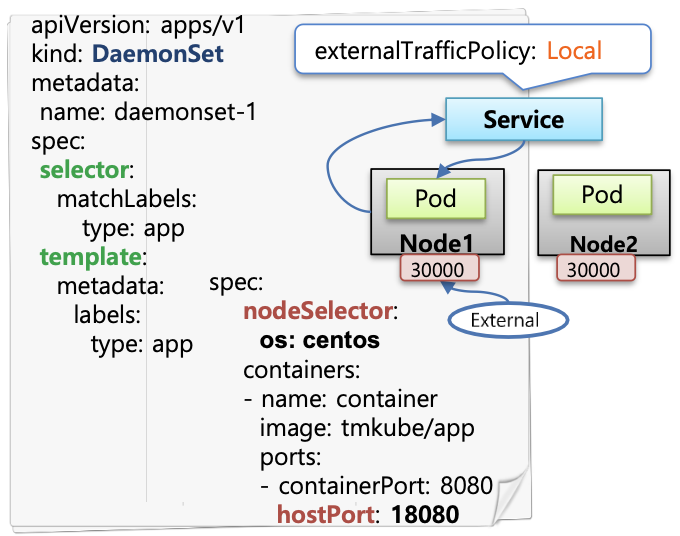 apiVersion: apps/v1
kind: DaemonSet
metadata:
name: daemonset-1
spec:
selector:
matchLabels:
type: app
template:
metadata:
labels:
type: app
spec:
nodeSelector:
os: centos
containers:
- name: container
image: tmkube/app
ports:
- containerPort: 8080
hostPort: 18080
externalTrafficPolicy: Local
Service
Pod
Node1
30000
Pod
Node2
30000
External